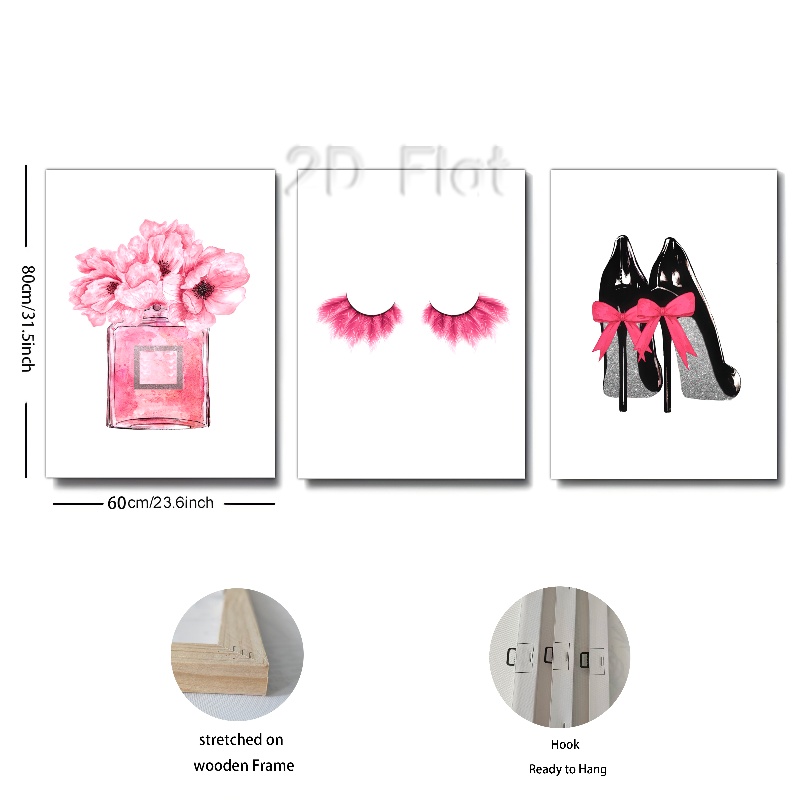 2D Flat
80cm/31.5inch
60cm/23.6inch
stretched on
wooden Frame
Hook
Ready to Hang